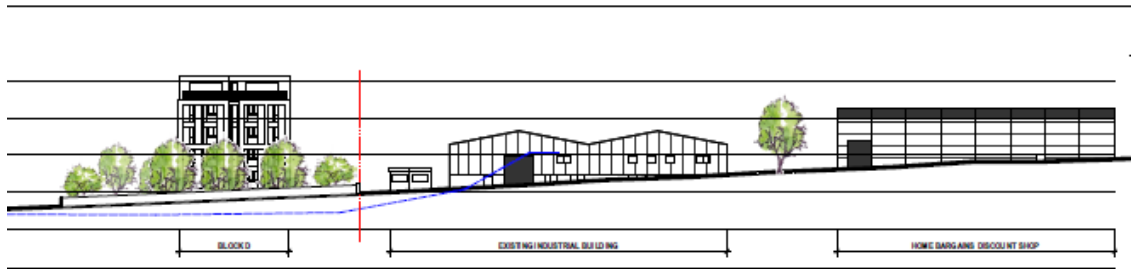 BLOCK D
EXISTING INDUSTRIAL BUILDING
HOME BARGAINS DISCOUNT SHOP